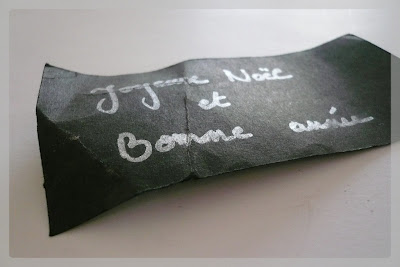 Joyeux Noël
et
Bonne année